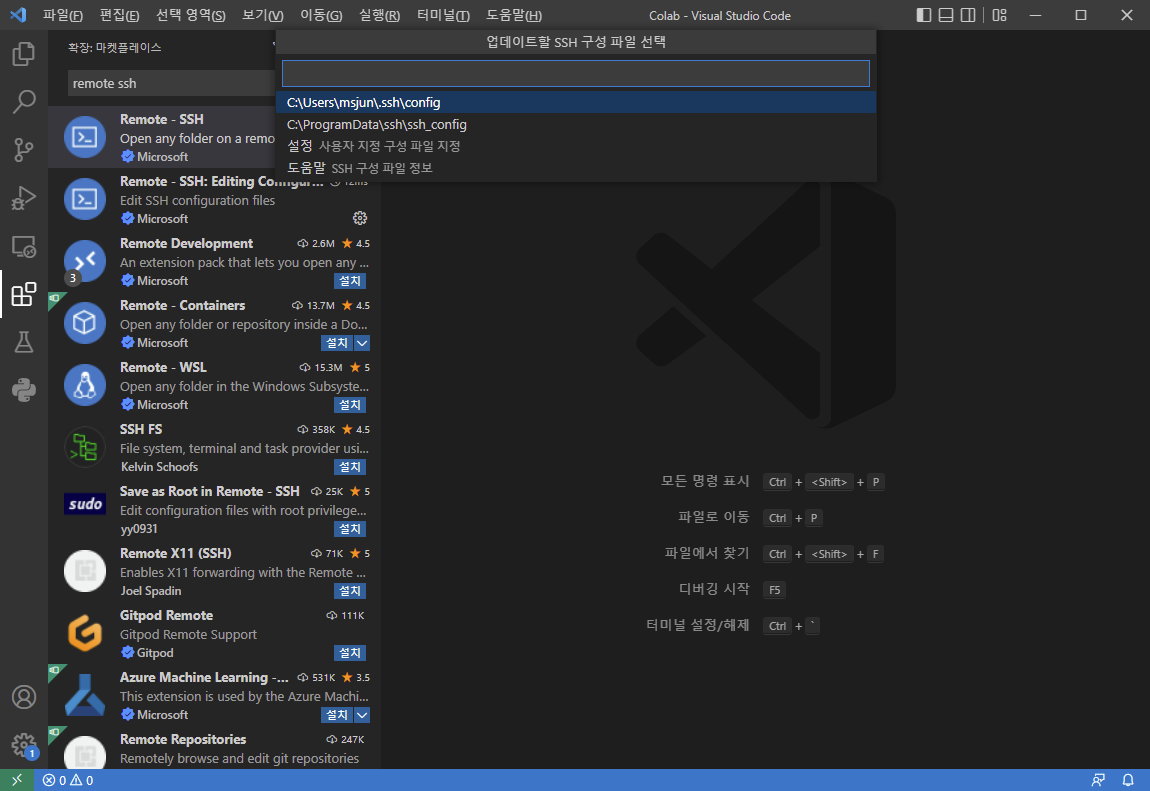 파일(F) 편집(E) 선택 영역(S) 보기(V) 이동(G) 실행(R) 터미널(T) 도움말(H) Colab - Visual Studio Code
확장: 마켓플레이스
remote ssh
업데이트할 SSH 구성 파일 선택
C:\Users\msjun\.ssh\config
C:\ProgramData\ssh\ssh_config
설정 사용자 지정 구성 파일 지정
도움말 SSH 구성 파일 정보
Remote - SSH
Open any folder on a remo
Microsoft
Remote - SSH: Editing Configur... 12ms
Edit SSH configuration files
Microsoft
Remote Development 2.6M 4.5
An extension pack that lets you open any ...
3
Microsoft 설치
Remote - Containers 13.7M 4.5
Open any folder or repository inside a Do...
Microsoft 설치
Remote - WSL 15.3M 5
Open any folder in the Windows Subsyste...
Microsoft 설치
SSH FS 358K 4.5
File system, terminal and task provider usi...
Kelvin Schoofs 설치
sudo
Save as Root in Remote - SSH 25K 5
Edit configuration files with root privilege...
yy0931 설치
Remote X11 (SSH) 71K 5
Enables X11 forwarding with the Remote ...
Joel Spadin 설치
Gitpod Remote 111K
Gitpod Remote Support
Gitpod 설치
Azure Machine Learning -... 531K 3.5
This extension is used by the Azure Machi...
Microsoft 설치
Remote Repositories 247K
Remotely browse and edit git repositories
모든 명령 표시 Ctrl + <Shift> + P
파일로 이동 Ctrl + P
파일에서 찾기 Ctrl + <Shift> + F
디버깅 시작 F5
터미널 설정/해제 Ctrl + `
1
0 0